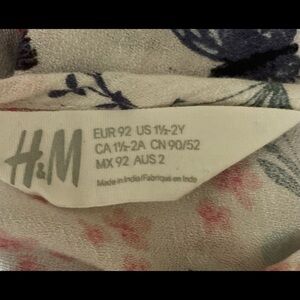 H&M
EUR 92 US 1½-2Y
CA 1½-2A CN 90/52
MX 92 AUS 2
Made in India/Fabriqué en Inde